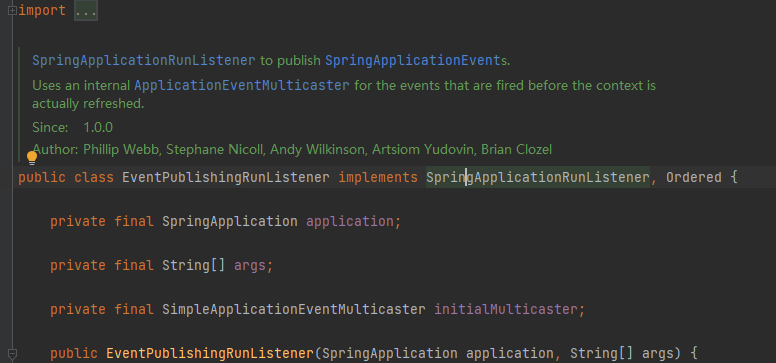 import ...
SpringApplicationRunListener to publish SpringApplicationEvents.
Uses an internal ApplicationEventMulticaster for the events that are fired before the context is
actually refreshed.
Since: 1.0.0
Author: Phillip Webb, Stephane Nicoll, Andy Wilkinson, Artsiom Yudovin, Brian Clozel
public class EventPublishingRunListener implements SpringApplicationRunListener, Ordered {
private final SpringApplication application;
private final String[] args;
private final SimpleApplicationEventMulticaster initialMulticaster;
public EventPublishingRunListener(SpringApplication application, String[] args) {